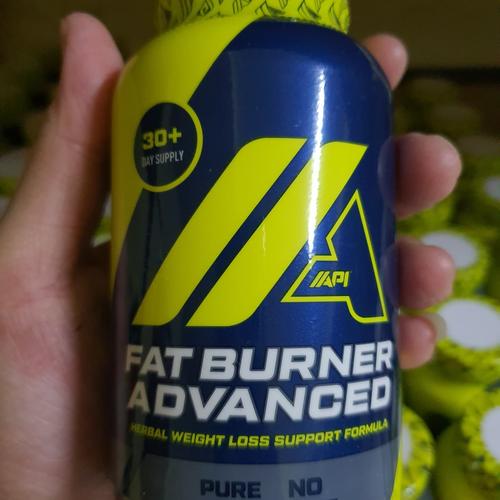 30+
DAY SUPPLY
//API
A
FAT BURNER
ADVANCED
HERBAL WEIGHT LOSS SUPPORT FORMULA
PURE NO